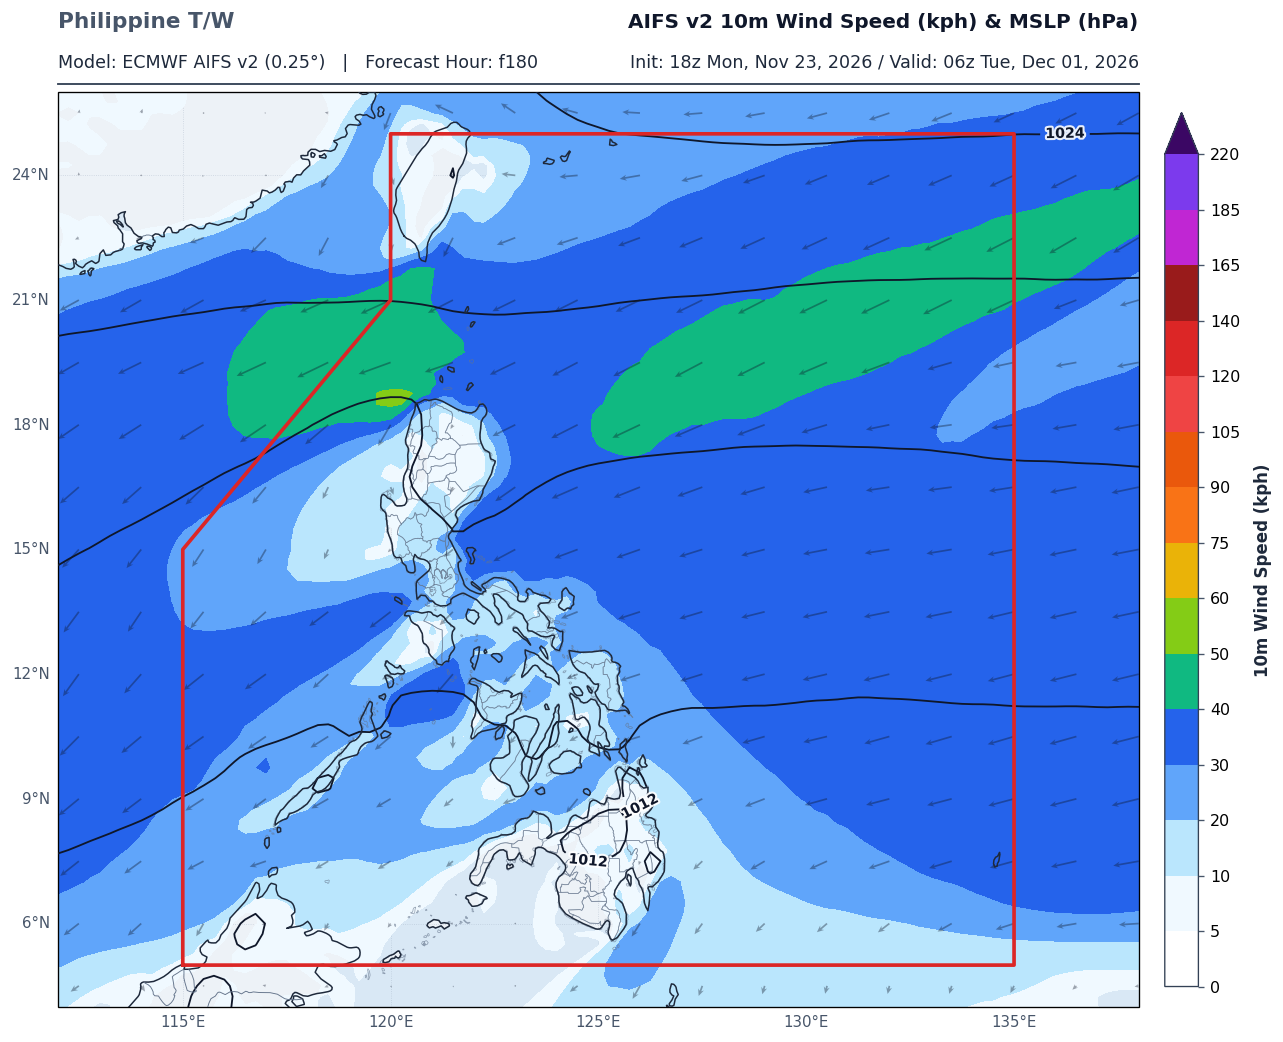 Philippine T/W
AIFS v2 10m Wind Speed (kph) & MSLP (hPa)
Model: ECMWF AIFS v2 (0.25°) | Forecast Hour: f180
Init: 18z Mon, Nov 23, 2026 / Valid: 06z Tue, Dec 01, 2026
1024
1012
1012
24°N
21°N
18°N
15°N
12°N
9°N
6°N
115°E
120°E
125°E
130°E
135°E
220
185
165
140
120
105
90
75
60
50
40
30
20
10
5
0
10m Wind Speed (kph)